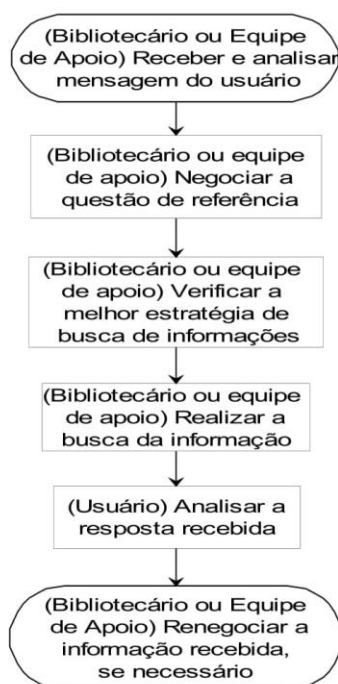 (Bibliotecário ou Equipe
de Apoio) Receber e analisar
mensagem do usuário
(Bibliotecário ou equipe
de apoio) Negociar a
questão de referência
(Bibliotecário ou equipe
de apoio) Verificar a
melhor estratégia de
busca de informações
(Bibliotecário ou equipe
de apoio) Realizar a
busca da informação
(Usuário) Analisar a
resposta recebida
(Bibliotecário ou Equipe
de Apoio) Renegociar a
informação recebida,
se necessário